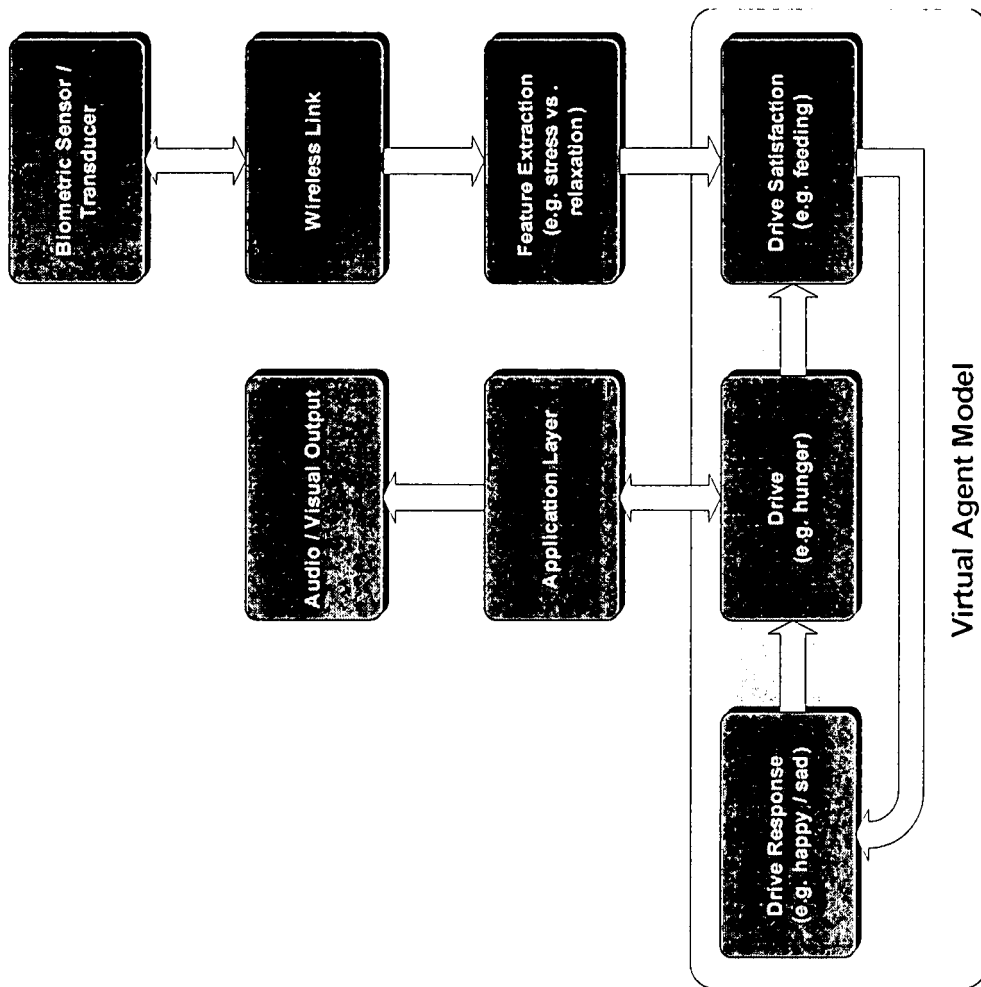 Biometric Sensor /
Transducer
Wireless Link
Feature Extraction
(e.g. stress vs.
relaxation)
Drive Satisfaction
(e.g. feeding)
Audio / Visual Output
Application Layer
Drive
(e.g. hunger)
Drive Response
(e.g. happy / sad)
Virtual Agent Model